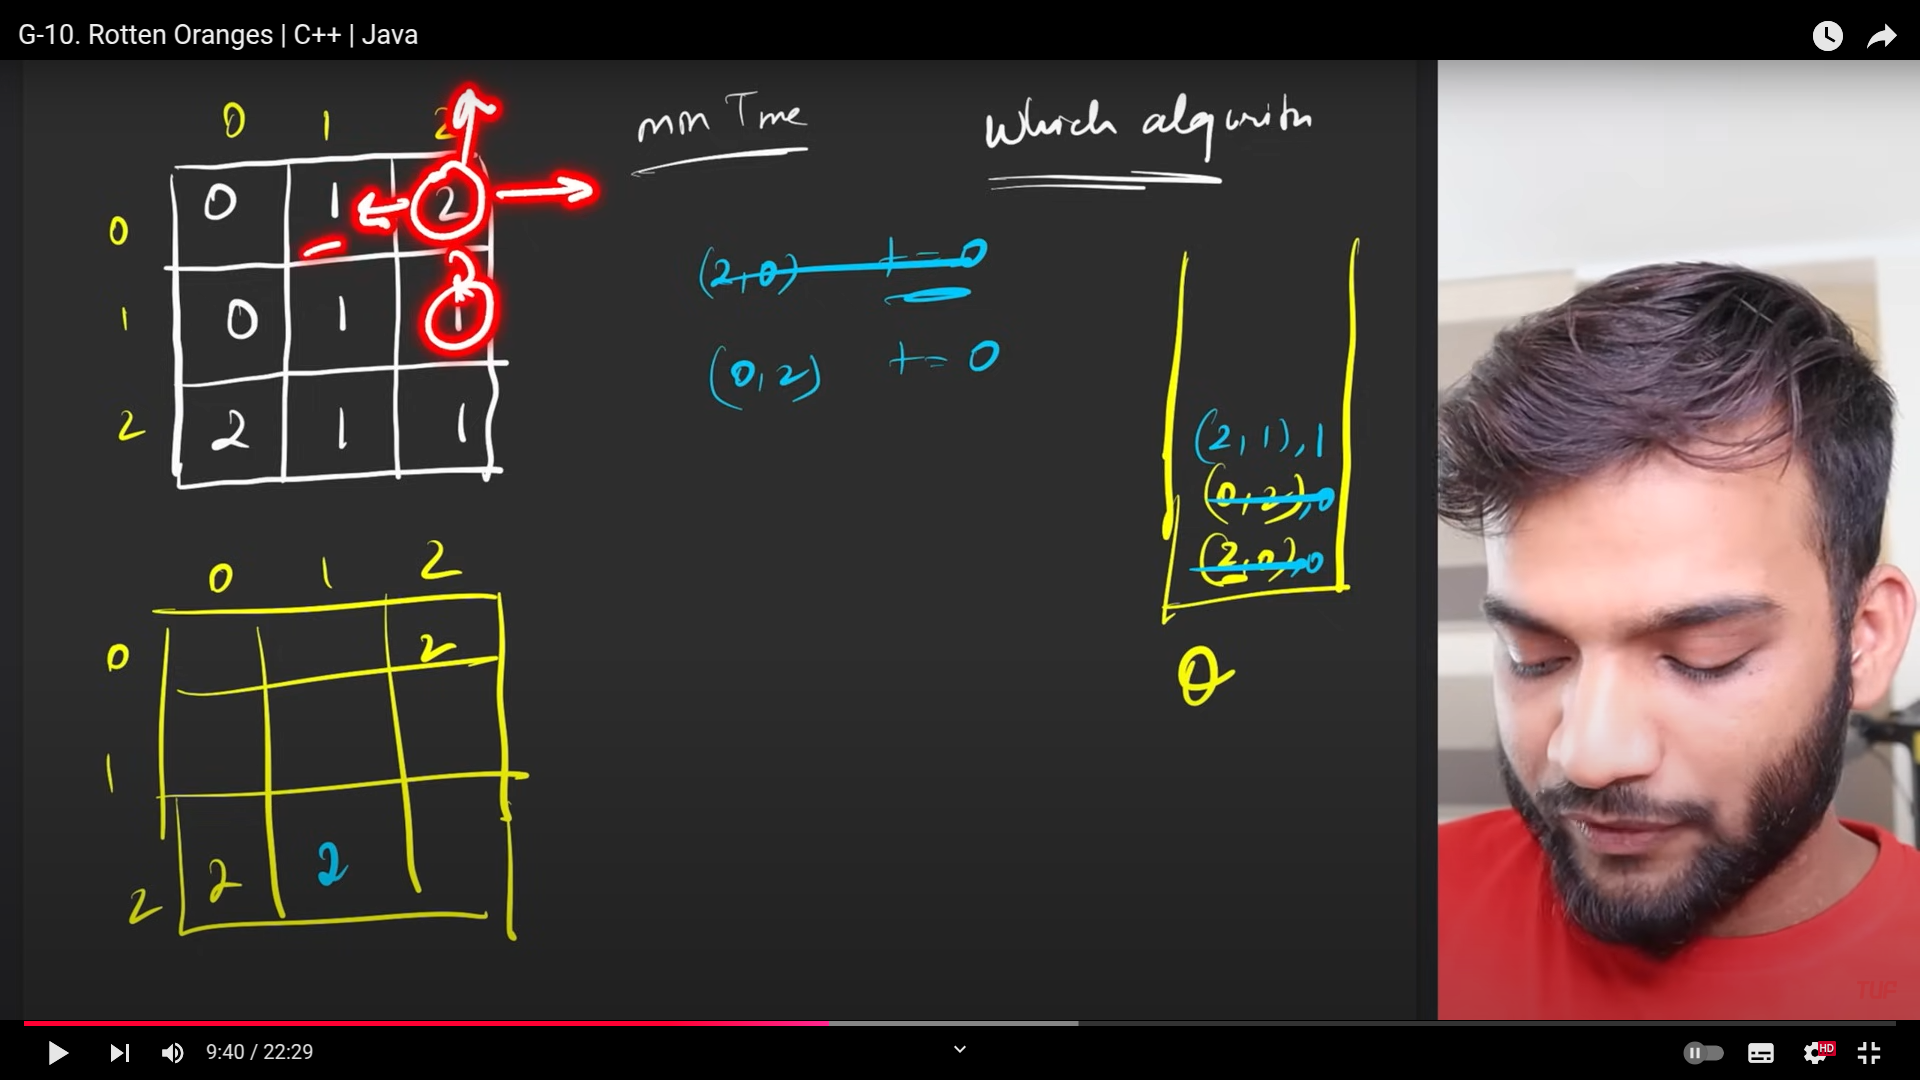 G-10. Rotten Oranges | C++ | Java
0 1 2
min Time
Which algorithm
0 0 1 2
1 0 1 1
2 2 1 1
(2,0) t = 0
(0,2) t = 0
(2,1),1
(0,2),0
(2,0),0
Q
0 1 2
0 2
1
2 2 2
TUF
9:40 / 22:29
HD